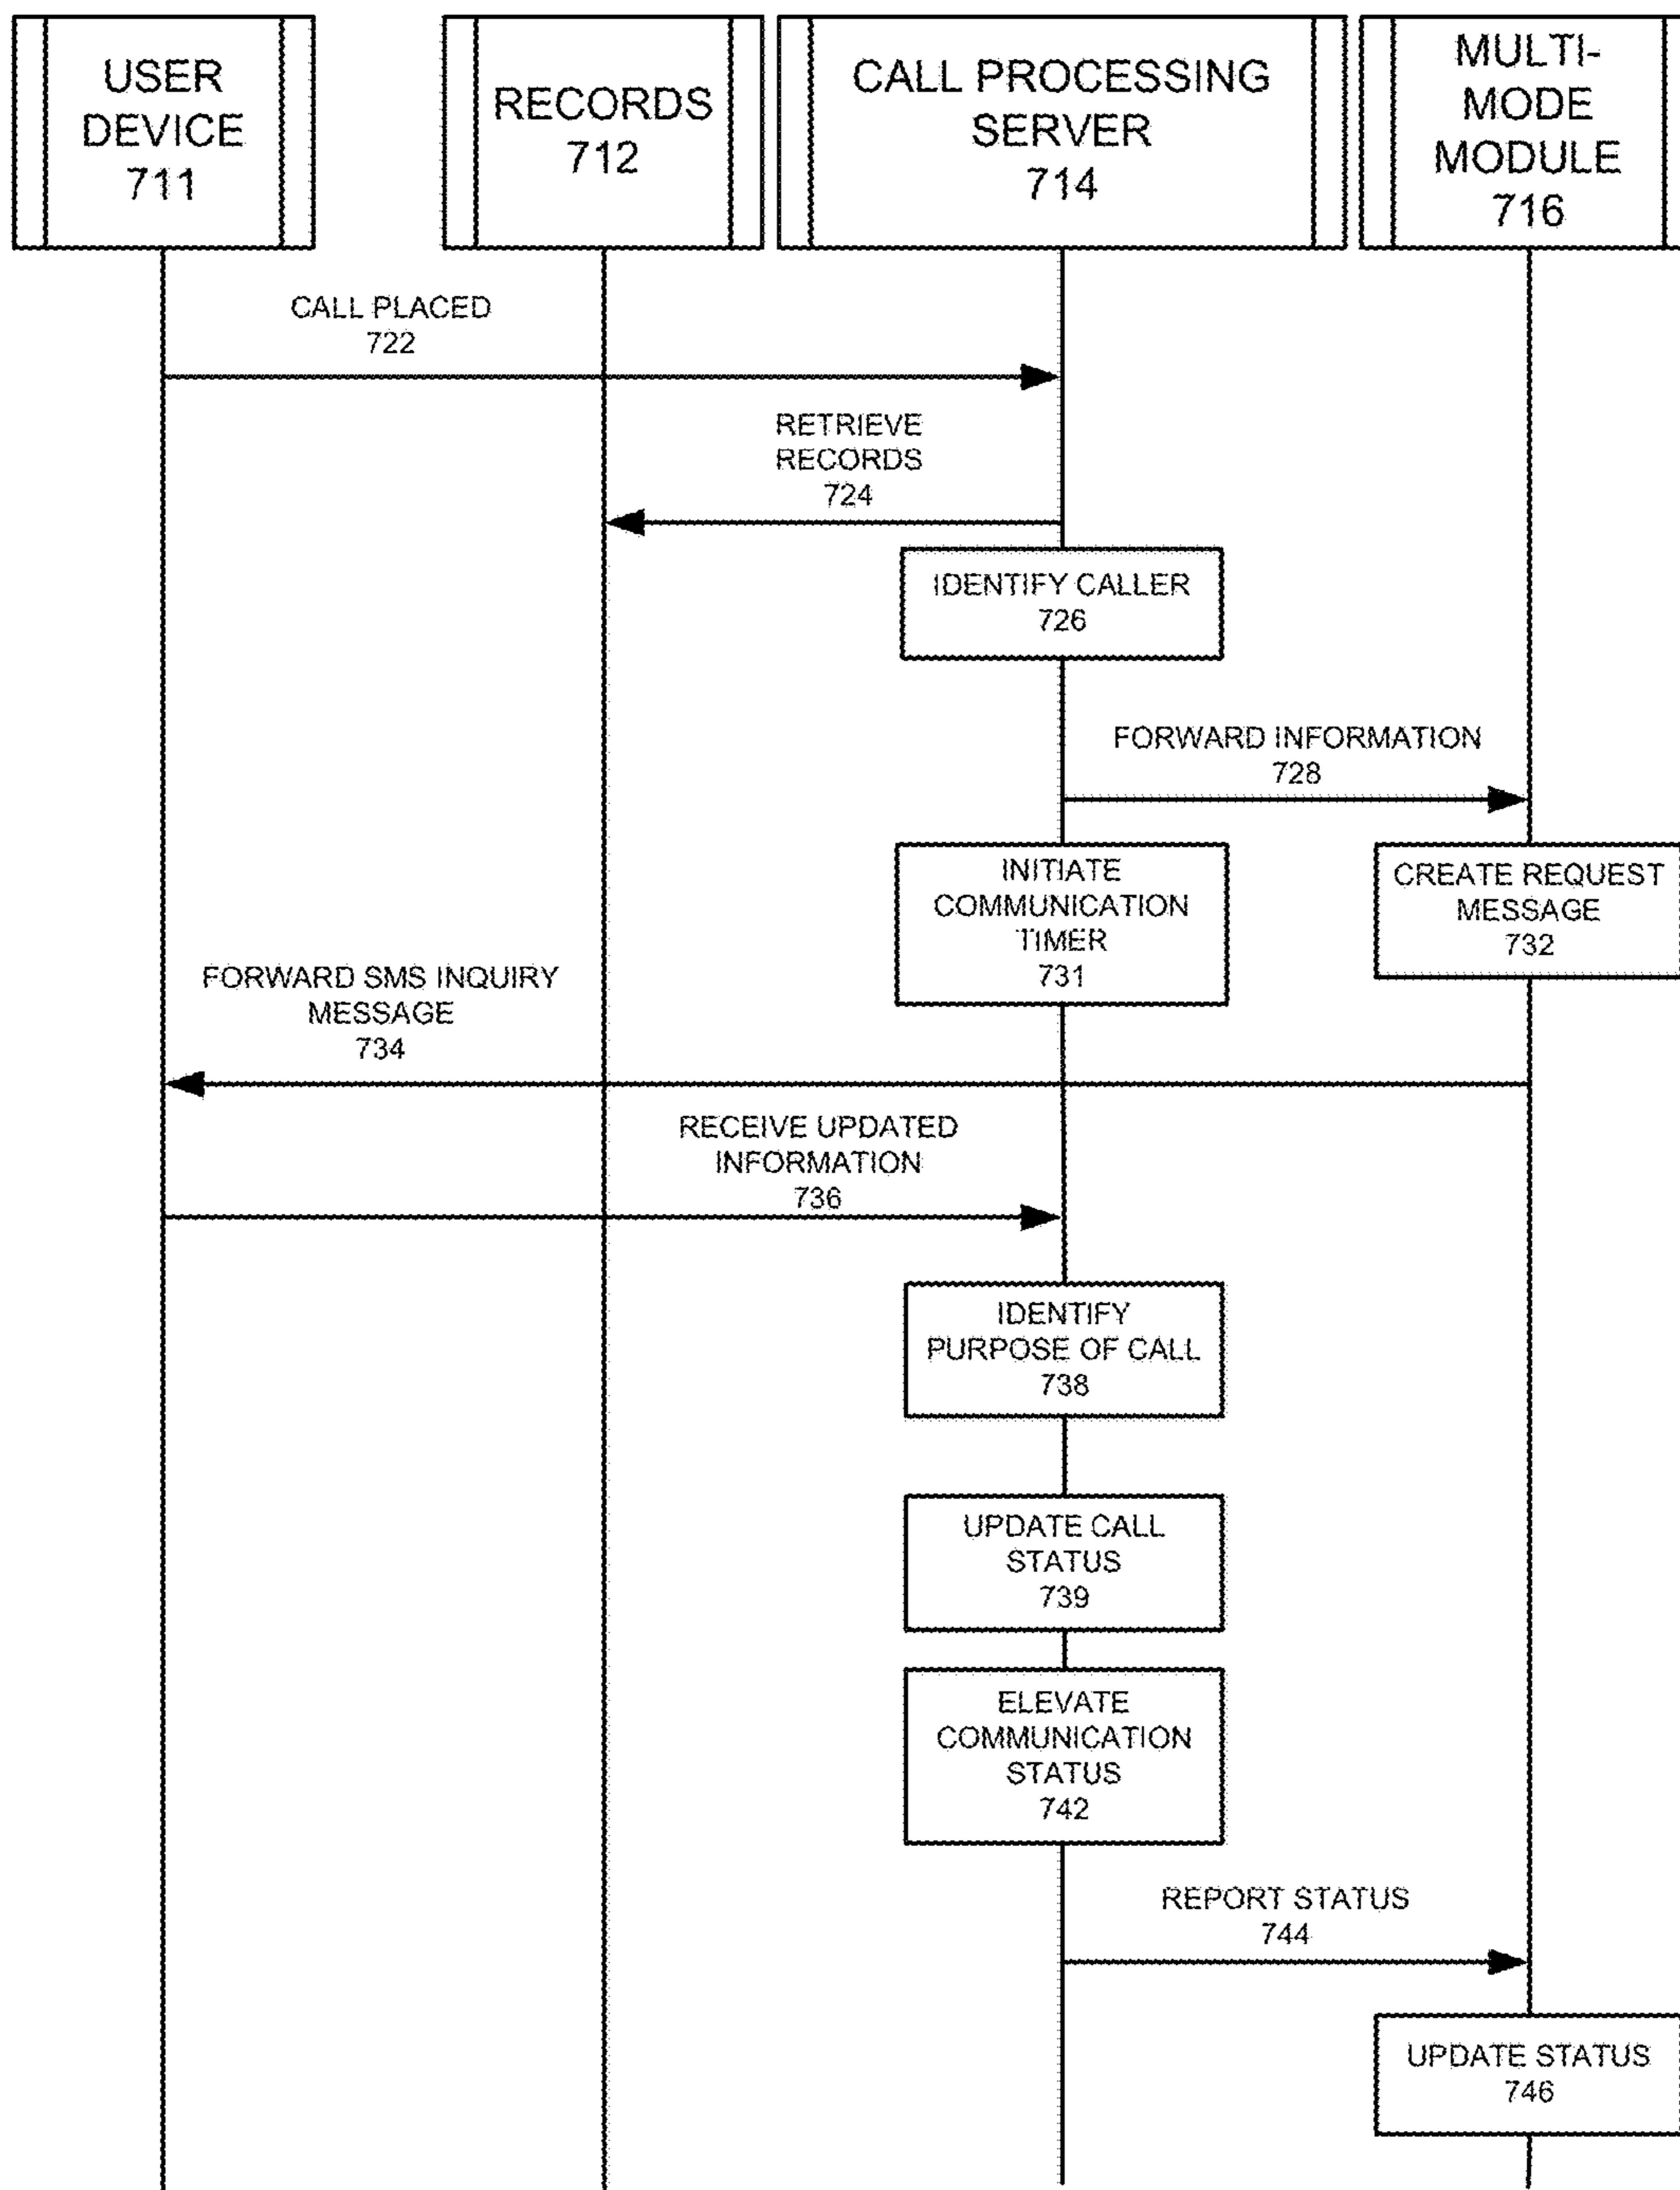 USER
DEVICE
711
RECORDS
712
CALL PROCESSING
SERVER
714
MULTI-
MODE
MODULE
716
CALL PLACED
722
RETRIEVE
RECORDS
724
IDENTIFY CALLER
726
FORWARD INFORMATION
728
INITIATE
COMMUNICATION
TIMER
731
CREATE REQUEST
MESSAGE
732
FORWARD SMS INQUIRY
MESSAGE
734
RECEIVE UPDATED
INFORMATION
736
IDENTIFY
PURPOSE OF CALL
738
UPDATE CALL
STATUS
739
ELEVATE
COMMUNICATION
STATUS
742
REPORT STATUS
744
UPDATE STATUS
746